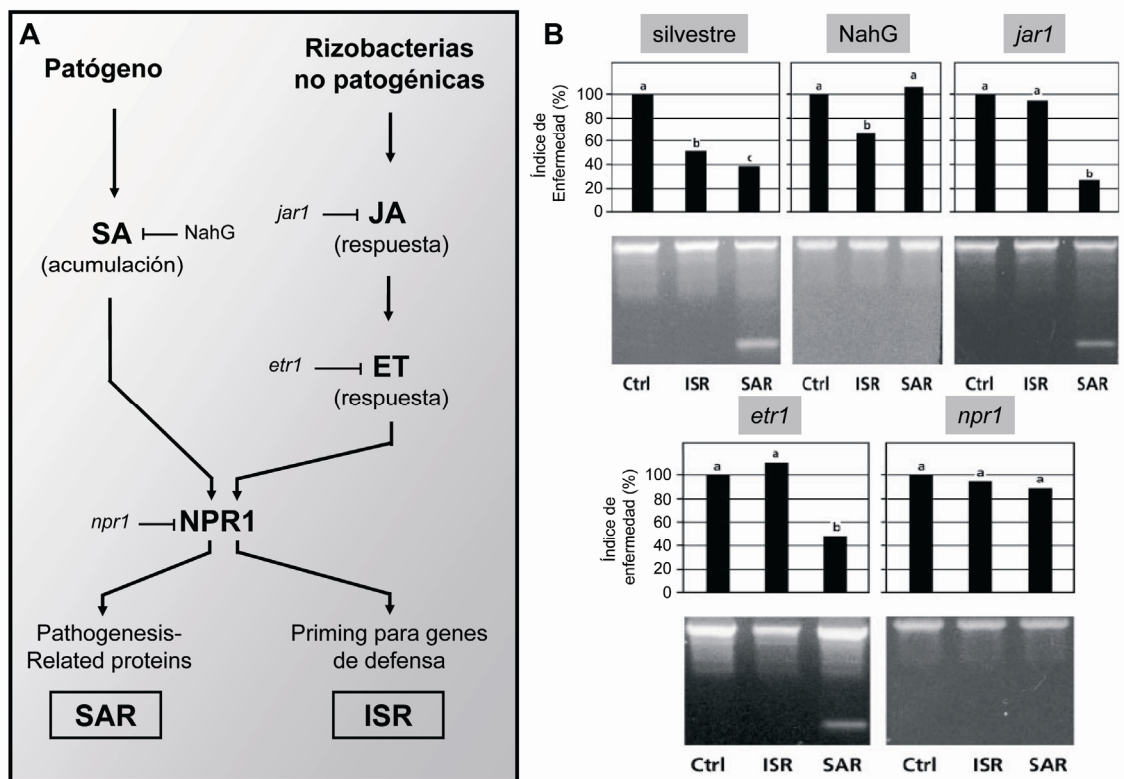 A
Patógeno
Rizobacterias
no patogénicas
SA
NahG
(acumulación)
jar1
JA
(respuesta)
etr1
ET
(respuesta)
npr1
NPR1
Pathogenesis-
Related proteins
Priming para genes
de defensa
SAR
ISR
B
silvestre
NahG
jar1
Índice de
Enfermedad (%)
100
80
60
40
20
0
a
b
c
a
b
a
a
a
b
Ctrl ISR SAR
Ctrl ISR SAR
Ctrl ISR SAR
etr1
npr1
Índice de
enfermedad (%)
100
80
60
40
20
0
a
a
b
a
a
a
Ctrl ISR SAR
Ctrl ISR SAR